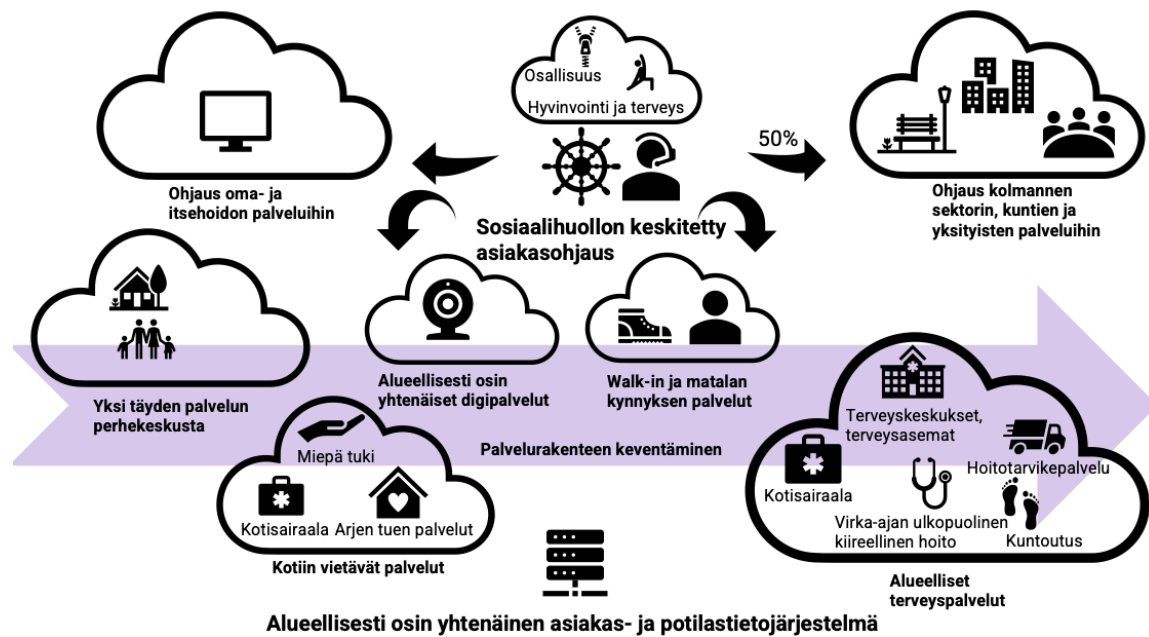 Osallisuus
Hyvinvointi ja terveys
50%
Ohjaus oma- ja
itsehoidon palveluihin
Sosiaalihuollon keskitetty
asiakasohjaus
Ohjaus kolmannen
sektorin, kuntien ja
yksityisten palveluihin
Yksi täyden palvelun
perhekeskusta
Alueellisesti osin
yhtenäiset digipalvelut
Walk-in ja matalan
kynnyksen palvelut
Palvelurakenteen keventäminen
Miepä tuki
Kotisairaala
Arjen tuen palvelut
Kotiin vietävät palvelut
Terveyskeskukset,
terveysasemat
Hoitotarvikepalvelu
Kotisairaala
Virka-ajan ulkopuolinen
kiireellinen hoito
Kuntoutus
Alueelliset
terveyspalvelut
Alueellisesti osin yhtenäinen asiakas- ja potilastietojärjestelmä